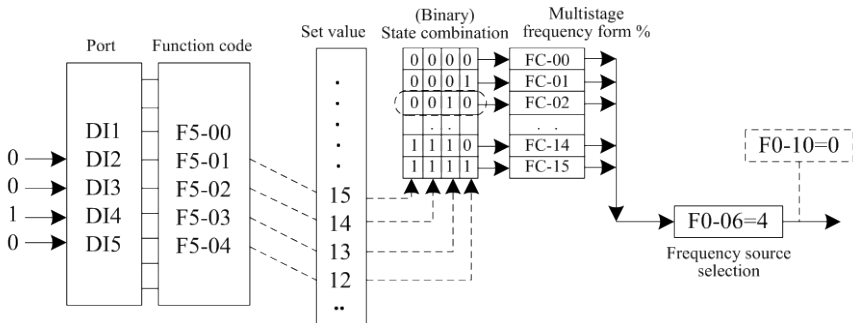 Port
Function code
Set value
(Binary)
State combination
Multistage
frequency form %
DI1
DI2
DI3
DI4
DI5
0
0
1
0
F5-00
F5-01
F5-02
F5-03
F5-04
15
14
13
12
0 0 0 0
0 0 0 1
0 0 1 0
. .
1 1 1 0
1 1 1 1
FC-00
FC-01
FC-02
. .
FC-14
FC-15
F0-10=0
F0-06=4
Frequency source
selection